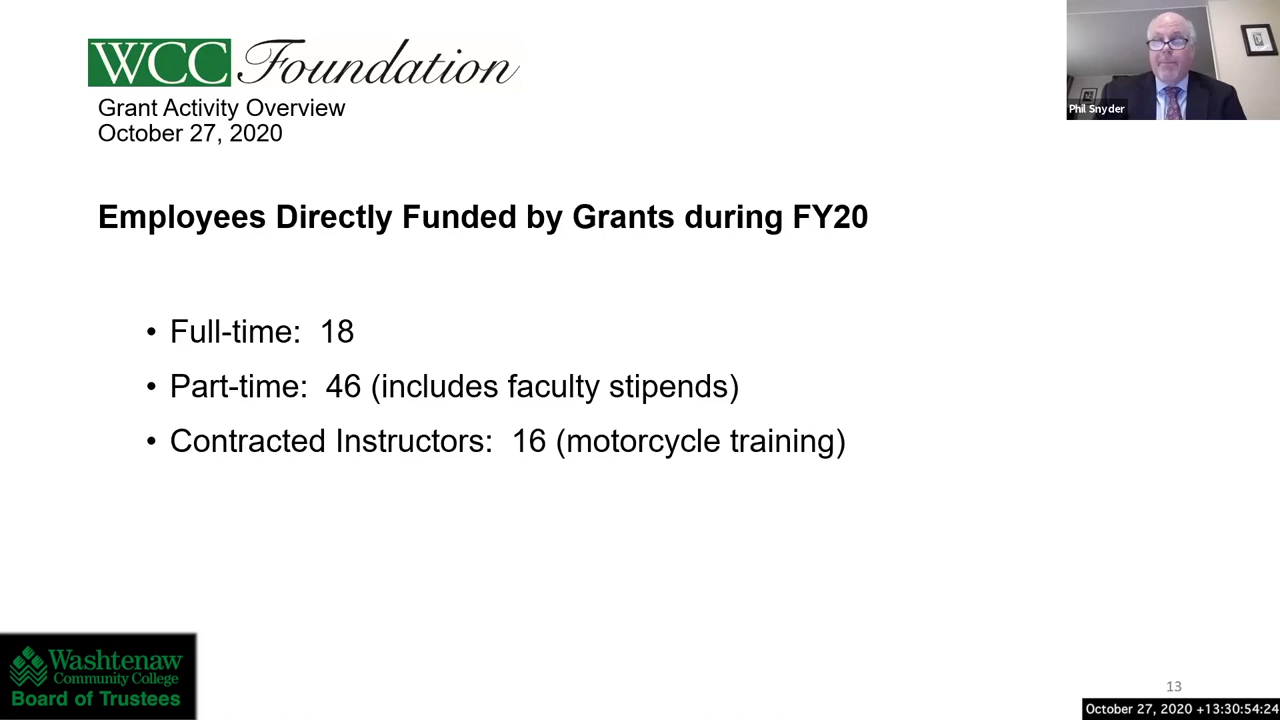 WCC Foundation
Grant Activity Overview
October 27, 2020
Phil Snyder
Employees Directly Funded by Grants during FY20
• Full-time: 18
• Part-time: 46 (includes faculty stipends)
• Contracted Instructors: 16 (motorcycle training)
Washtenaw
Community College
Board of Trustees
13
October 27, 2020 +13:30:54:24